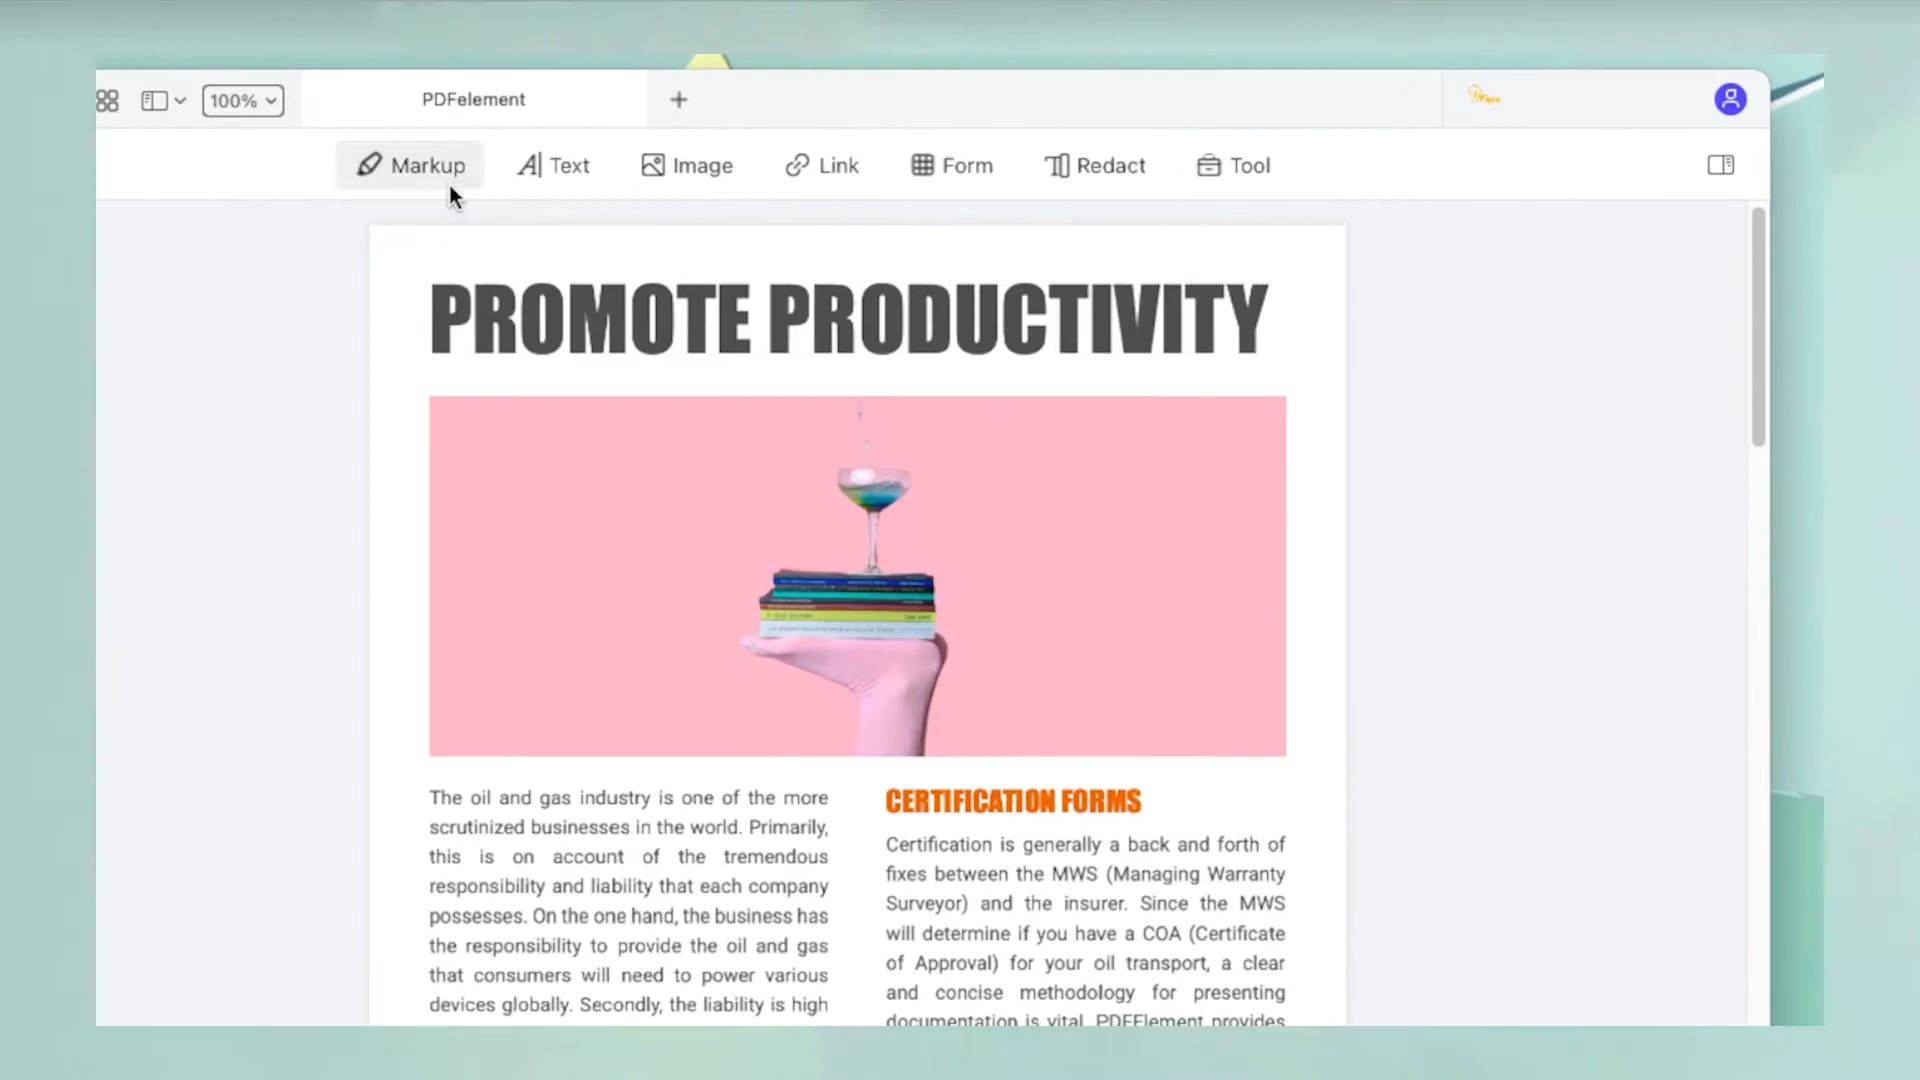 100%
PDFelement
Markup
Text
Image
Link
Form
Redact
Tool
PROMOTE PRODUCTIVITY
The oil and gas industry is one of the more
scrutinized businesses in the world. Primarily,
this is on account of the tremendous
responsibility and liability that each company
possesses. On the one hand, the business has
the responsibility to provide the oil and gas
that consumers will need to power various
devices globally. Secondly, the liability is high
CERTIFICATION FORMS
Certification is generally a back and forth of
fixes between the MWS (Managing Warranty
Surveyor) and the insurer. Since the MWS
will determine if you have a COA (Certificate
of Approval) for your oil transport, a clear
and concise methodology for presenting
documentation is vital. PDFElement provides